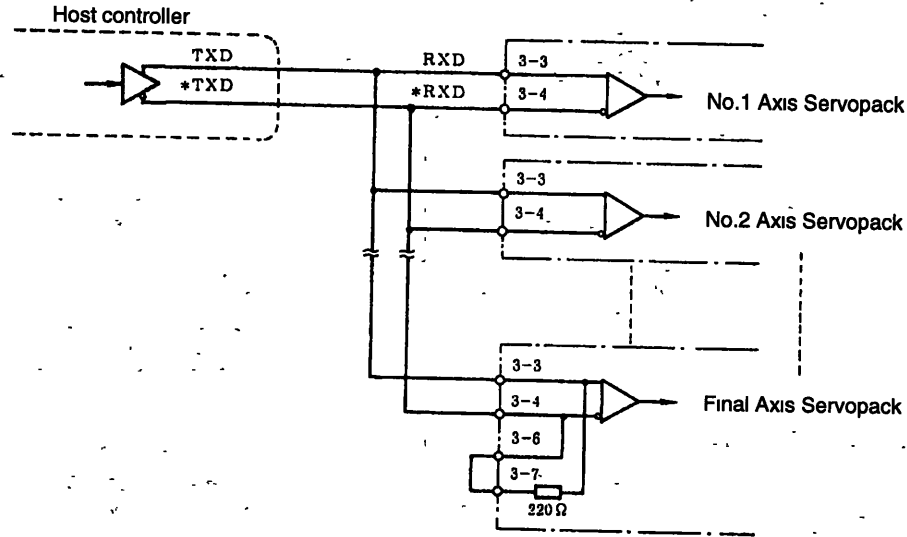 Host controller
TXD
RXD
3-3
*TXD
*RXD
3-4
No.1 Axis Servopack
3-3
3-4
No.2 Axis Servopack
3-3
3-4
Final Axis Servopack
3-6
3-7
220Ω